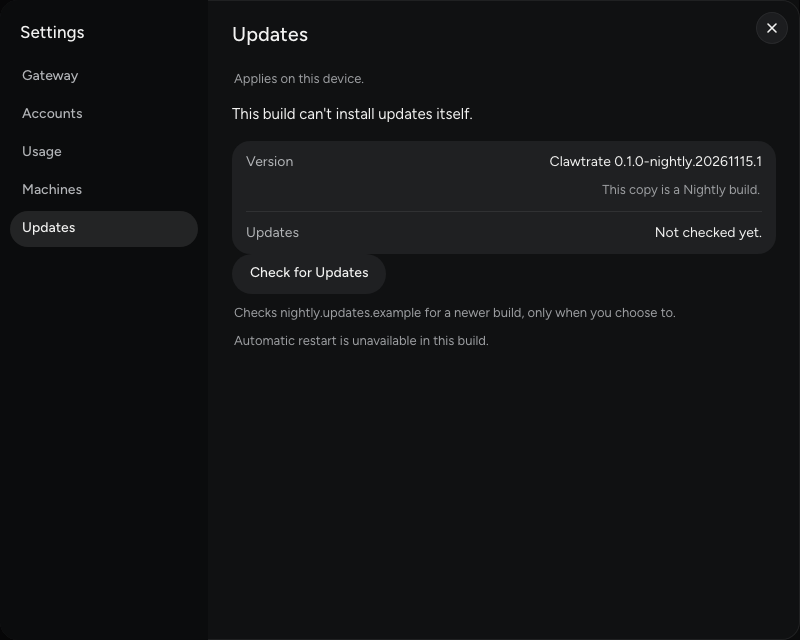 Settings
Gateway
Accounts
Usage
Machines
Updates
Updates
Applies on this device.
This build can't install updates itself.
Version
Clawtrate 0.1.0-nightly.20261115.1
This copy is a Nightly build.
Updates
Not checked yet.
Check for Updates
Checks nightly.updates.example for a newer build, only when you choose to.
Automatic restart is unavailable in this build.